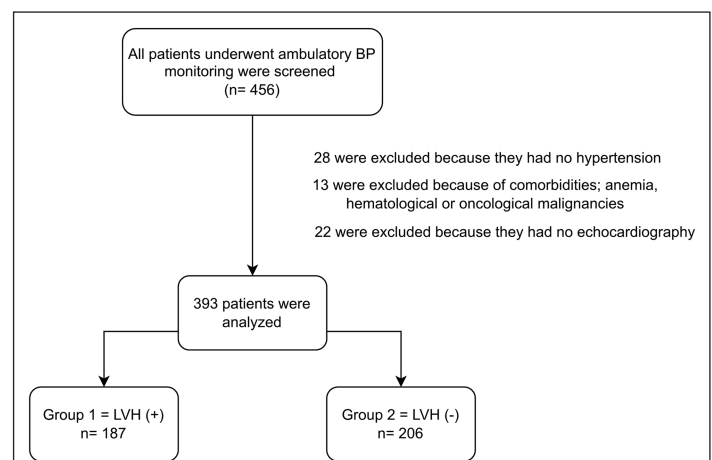 All patients underwent ambulatory BP
monitoring were screened
(n= 456)
28 were excluded because they had no hypertension
13 were excluded because of comorbidities; anemia,
hematological or oncological malignancies
22 were excluded because they had no echocardiography
393 patients were
analyzed
Group 1 = LVH (+)
n= 187
Group 2 = LVH (-)
n= 206